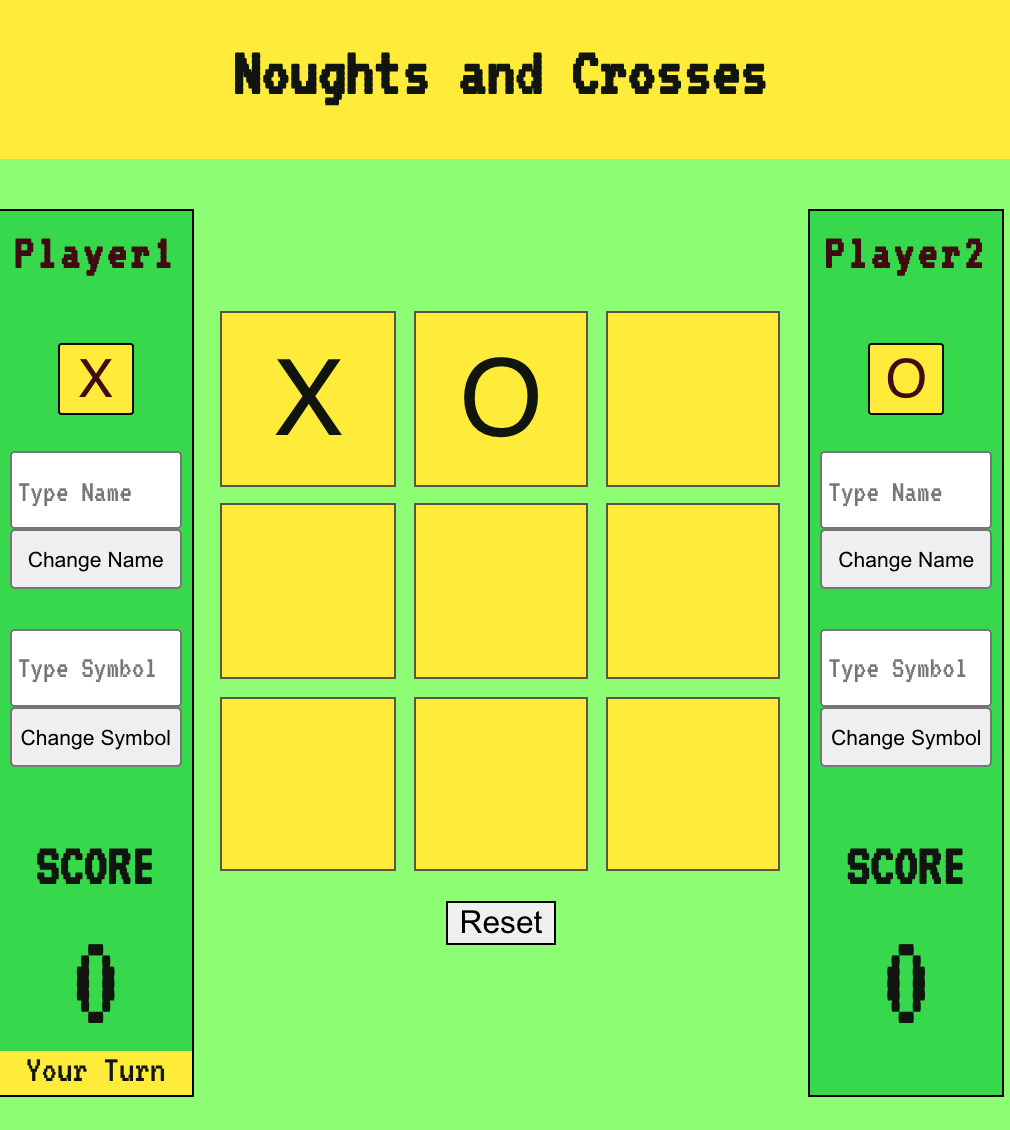 Noughts and Crosses
Player1
X
Type Name
Change Name
Type Symbol
Change Symbol
SCORE
0
Your Turn
X O
Reset
Player2
O
Type Name
Change Name
Type Symbol
Change Symbol
SCORE
0